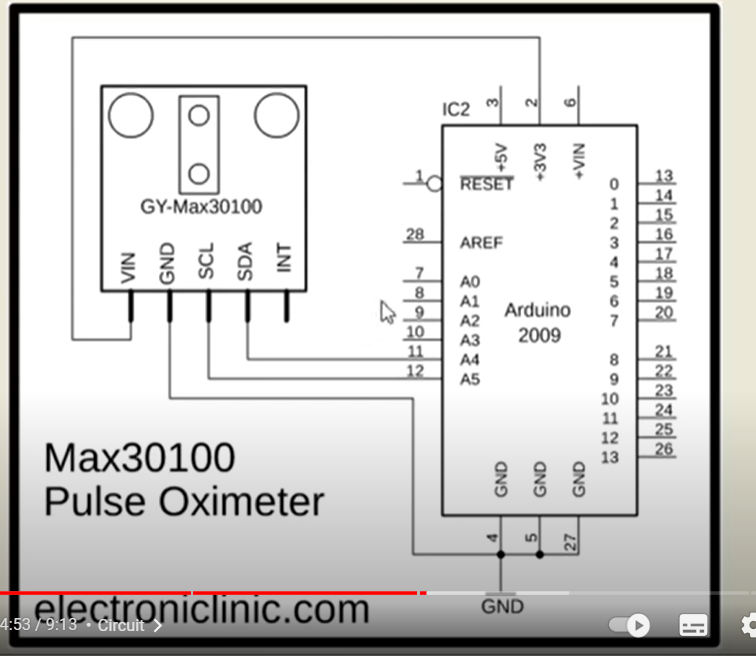 IC2
3
2
6
+5V
+3V3
+VIN
GY-Max30100
VIN
GND
SCL
SDA
INT
1
RESET
28
AREF
7
A0
8
A1
9
A2
10
A3
11
A4
12
A5
Arduino
2009
0
13
1
14
2
15
3
16
4
17
5
18
6
19
7
20
8
21
9
22
10
23
11
24
12
25
13
26
GND
GND
GND
4
5
27
GND
Max30100
Pulse Oximeter
electroniclinic.com
4:53 / 9:13 • Circuit >